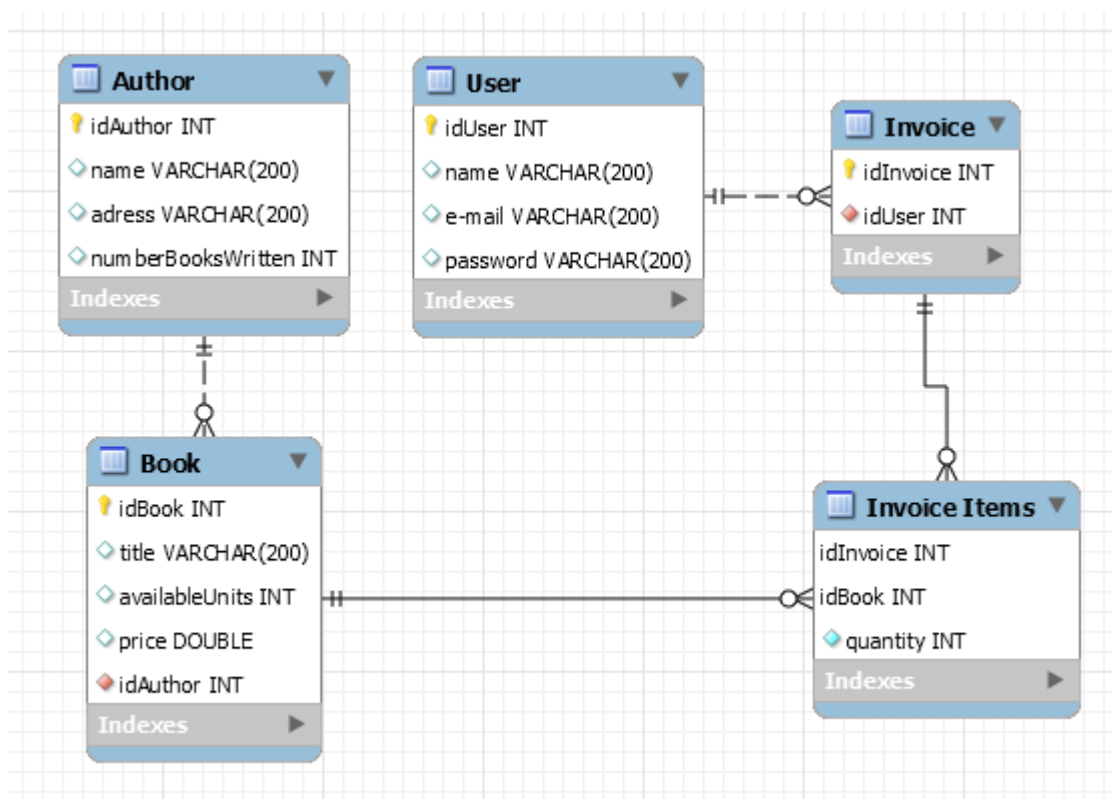 Author
idAuthor INT
name VARCHAR(200)
adress VARCHAR(200)
numberBooksWritten INT
Indexes
User
idUser INT
name VARCHAR(200)
e-mail VARCHAR(200)
password VARCHAR(200)
Indexes
Invoice
idInvoice INT
idUser INT
Indexes
Book
idBook INT
title VARCHAR(200)
availableUnits INT
price DOUBLE
idAuthor INT
Indexes
Invoice Items
idInvoice INT
idBook INT
quantity INT
Indexes